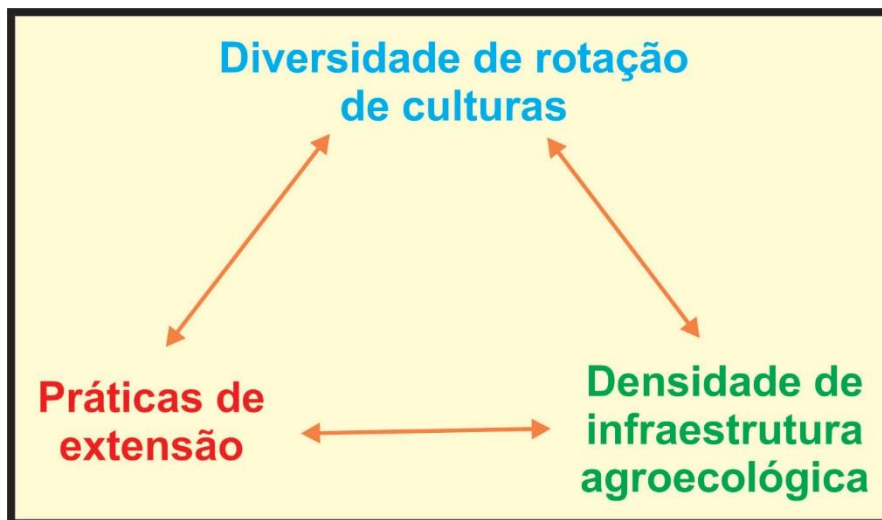 Diversidade de rotação
de culturas
Práticas de
extensão
Densidade de
infraestrutura
agroecológica